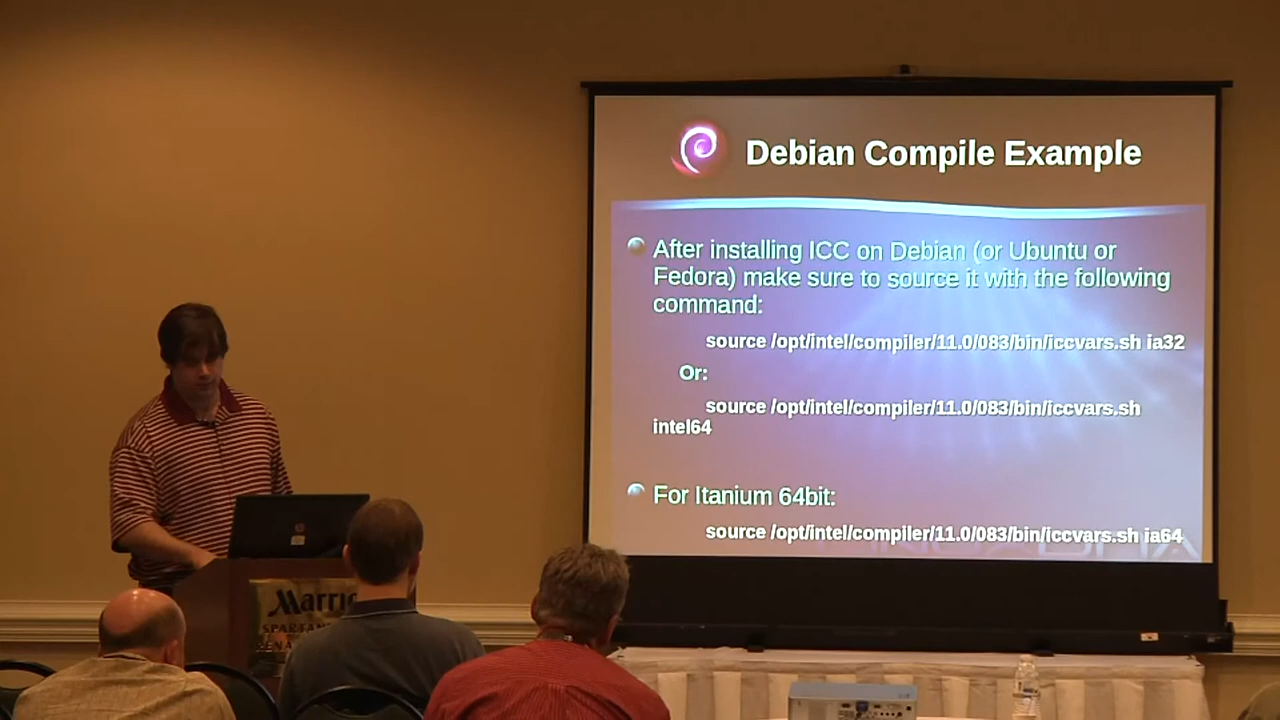 Debian Compile Example
After installing ICC on Debian (or Ubuntu or
Fedora) make sure to source it with the following
command:
source /opt/intel/compiler/11.0/083/bin/iccvars.sh ia32
Or:
source /opt/intel/compiler/11.0/083/bin/iccvars.sh
intel64
For Itanium 64bit:
source /opt/intel/compiler/11.0/083/bin/iccvars.sh ia64